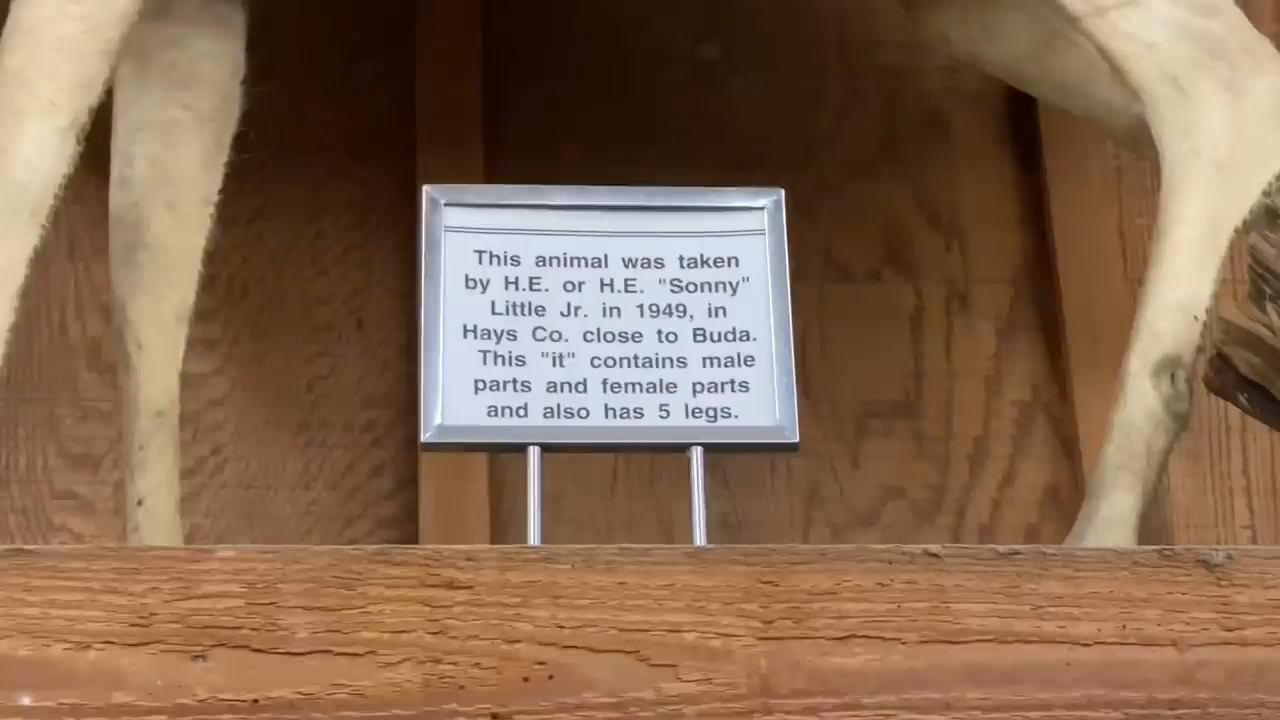 This animal was taken
by H.E. or H.E. "Sonny"
Little Jr. in 1949, in
Hays Co. close to Buda.
This "it" contains male
parts and female parts
and also has 5 legs.